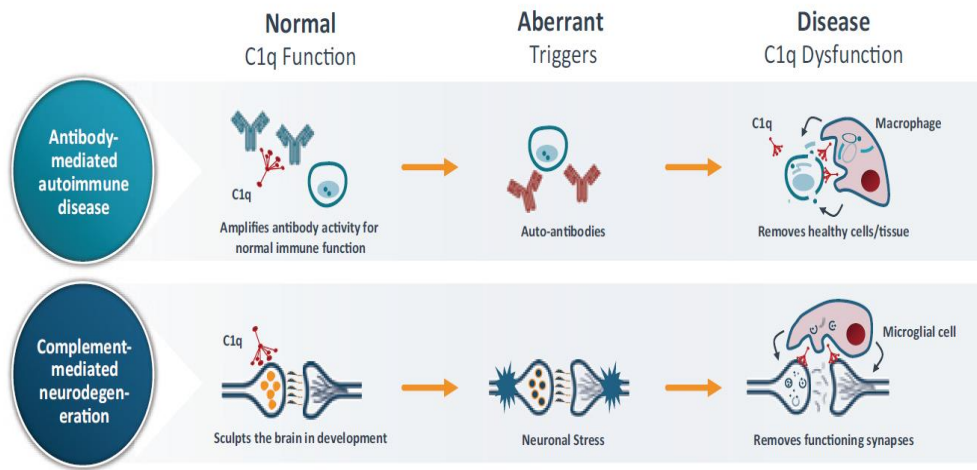 Normal
C1q Function
Aberrant
Triggers
Disease
C1q Dysfunction
Antibody-
mediated
autoimmune
disease
C1q
Amplifies antibody activity for
normal immune function
Auto-antibodies
C1q
Macrophage
Removes healthy cells/tissue
Complement-
mediated
neurodegen-
eration
C1q
Sculpts the brain in development
Neuronal Stress
Microglial cell
Removes functioning synapses